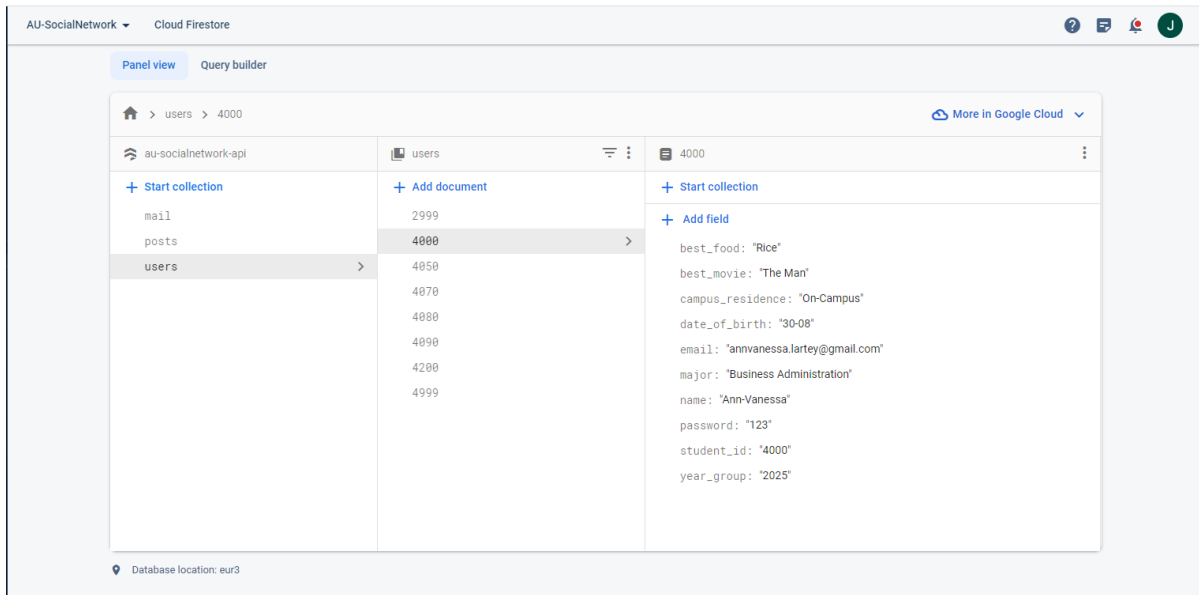 AU-SocialNetwork Cloud Firestore J
Panel view Query builder
users 4000 More in Google Cloud
au-socialnetwork-api
Start collection
mail
posts
users
users
Add document
2999
4000
4050
4070
4080
4090
4200
4999
4000
Start collection
Add field
best_food: "Rice"
best_movie: "The Man"
campus_residence: "On-Campus"
date_of_birth: "30-08"
email: "annvanessa.lartey@gmail.com"
major: "Business Administration"
name: "Ann-Vanessa"
password: "123"
student_id: "4000"
year_group: "2025"
Database location: eur3